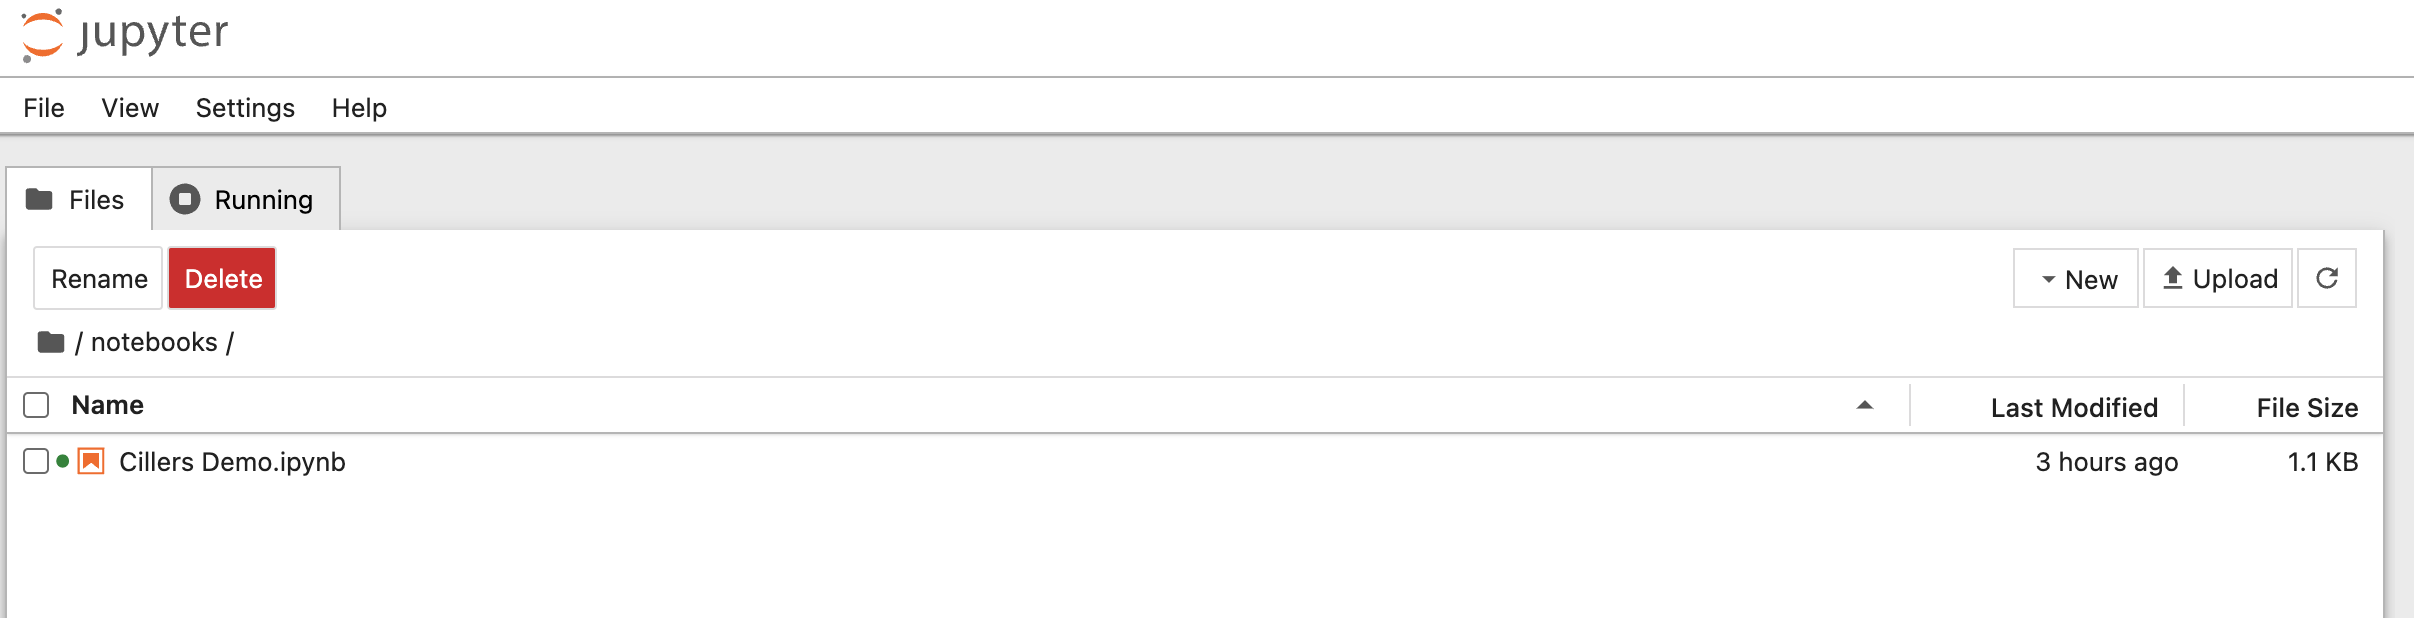 jupyter
File View Settings Help
Files Running
Rename Delete New Upload
/ notebooks /
Name Last Modified File Size
Cillers Demo.ipynb 3 hours ago 1.1 KB